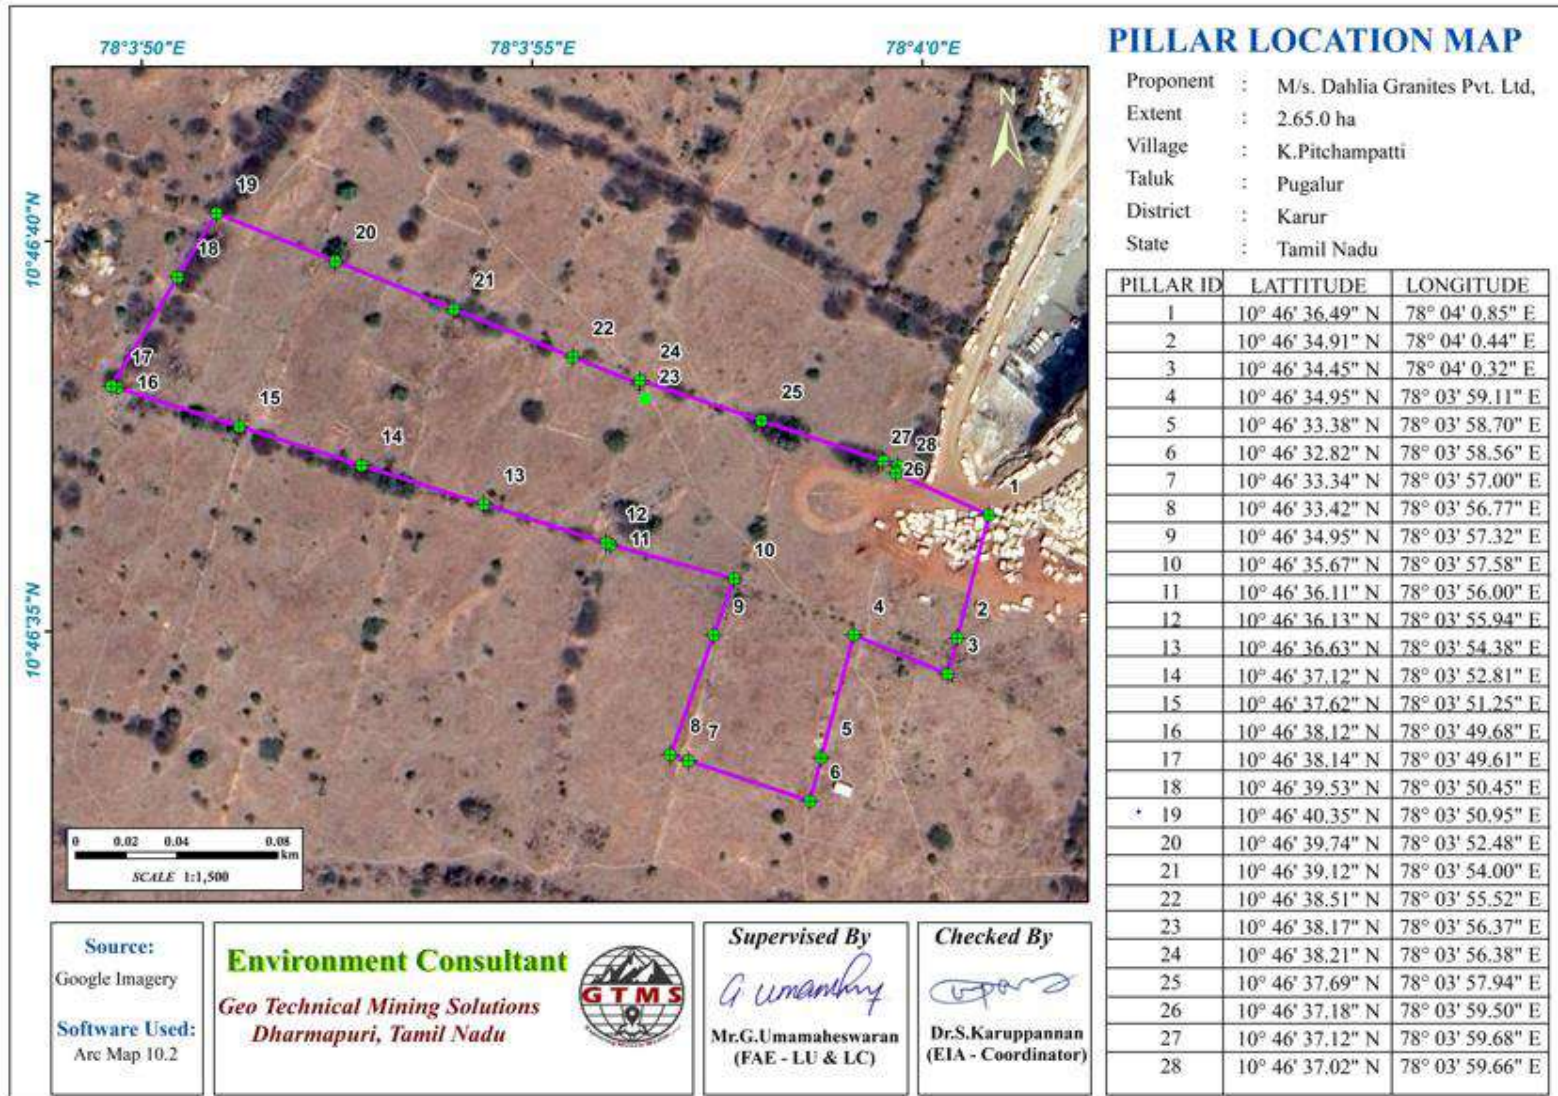 78°3'50"E
78°3'55"E
78°4'0"E
10°46'40"N
10°46'35"N
N
19
18
20
21
17
16
22
24
23
15
25
14
27
28
26
13
1
12
11
10
9
4
2
3
8
7
5
6
0 0.02 0.04 0.08
km
SCALE 1:1,500
PILLAR LOCATION MAP
Proponent : M/s. Dahlia Granites Pvt. Ltd,
Extent : 2.65.0 ha
Village : K.Pitchampatti
Taluk : Pugalur
District : Karur
State : Tamil Nadu
PILLAR ID LATTITUDE LONGITUDE
1 10° 46' 36.49" N 78° 04' 0.85" E
2 10° 46' 34.91" N 78° 04' 0.44" E
3 10° 46' 34.45" N 78° 04' 0.32" E
4 10° 46' 34.95" N 78° 03' 59.11" E
5 10° 46' 33.38" N 78° 03' 58.70" E
6 10° 46' 32.82" N 78° 03' 58.56" E
7 10° 46' 33.34" N 78° 03' 57.00" E
8 10° 46' 33.42" N 78° 03' 56.77" E
9 10° 46' 34.95" N 78° 03' 57.32" E
10 10° 46' 35.67" N 78° 03' 57.58" E
11 10° 46' 36.11" N 78° 03' 56.00" E
12 10° 46' 36.13" N 78° 03' 55.94" E
13 10° 46' 36.63" N 78° 03' 54.38" E
14 10° 46' 37.12" N 78° 03' 52.81" E
15 10° 46' 37.62" N 78° 03' 51.25" E
16 10° 46' 38.12" N 78° 03' 49.68" E
17 10° 46' 38.14" N 78° 03' 49.61" E
18 10° 46' 39.53" N 78° 03' 50.45" E
19 10° 46' 40.35" N 78° 03' 50.95" E
20 10° 46' 39.74" N 78° 03' 52.48" E
21 10° 46' 39.12" N 78° 03' 54.00" E
22 10° 46' 38.51" N 78° 03' 55.52" E
23 10° 46' 38.17" N 78° 03' 56.37" E
24 10° 46' 38.21" N 78° 03' 56.38" E
25 10° 46' 37.69" N 78° 03' 57.94" E
26 10° 46' 37.18" N 78° 03' 59.50" E
27 10° 46' 37.12" N 78° 03' 59.68" E
28 10° 46' 37.02" N 78° 03' 59.66" E
Source:
Google Imagery
Software Used:
Arc Map 10.2
Environment Consultant
Geo Technical Mining Solutions
Dharmapuri, Tamil Nadu
GTMS
Supervised By
Mr.G.Umamaheswaran
(FAE - LU & LC)
Checked By
Dr.S.Karuppannan
(EIA - Coordinator)